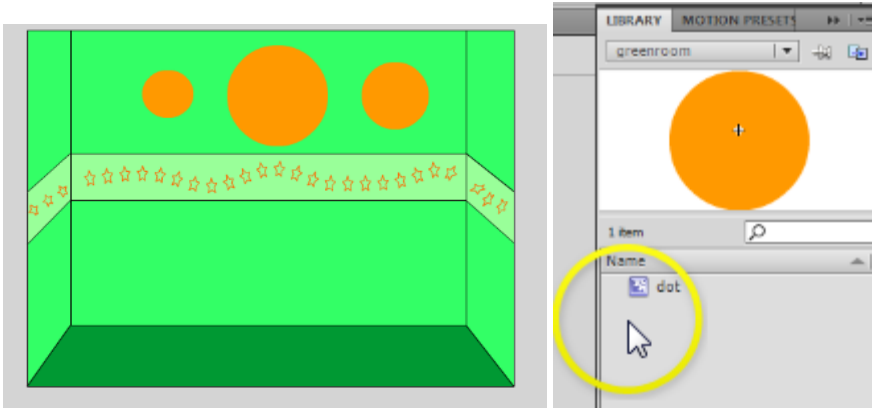 LIBRARY MOTION PRESETS
greenroom
1 item
Name
dot